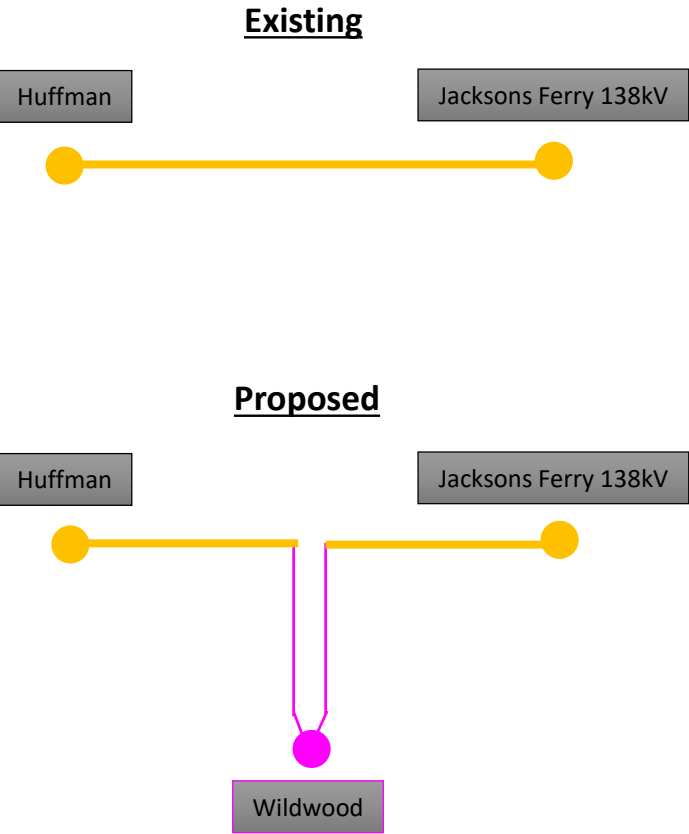 Existing
Huffman
Jacksons Ferry 138kV
Proposed
Huffman
Jacksons Ferry 138kV
Wildwood